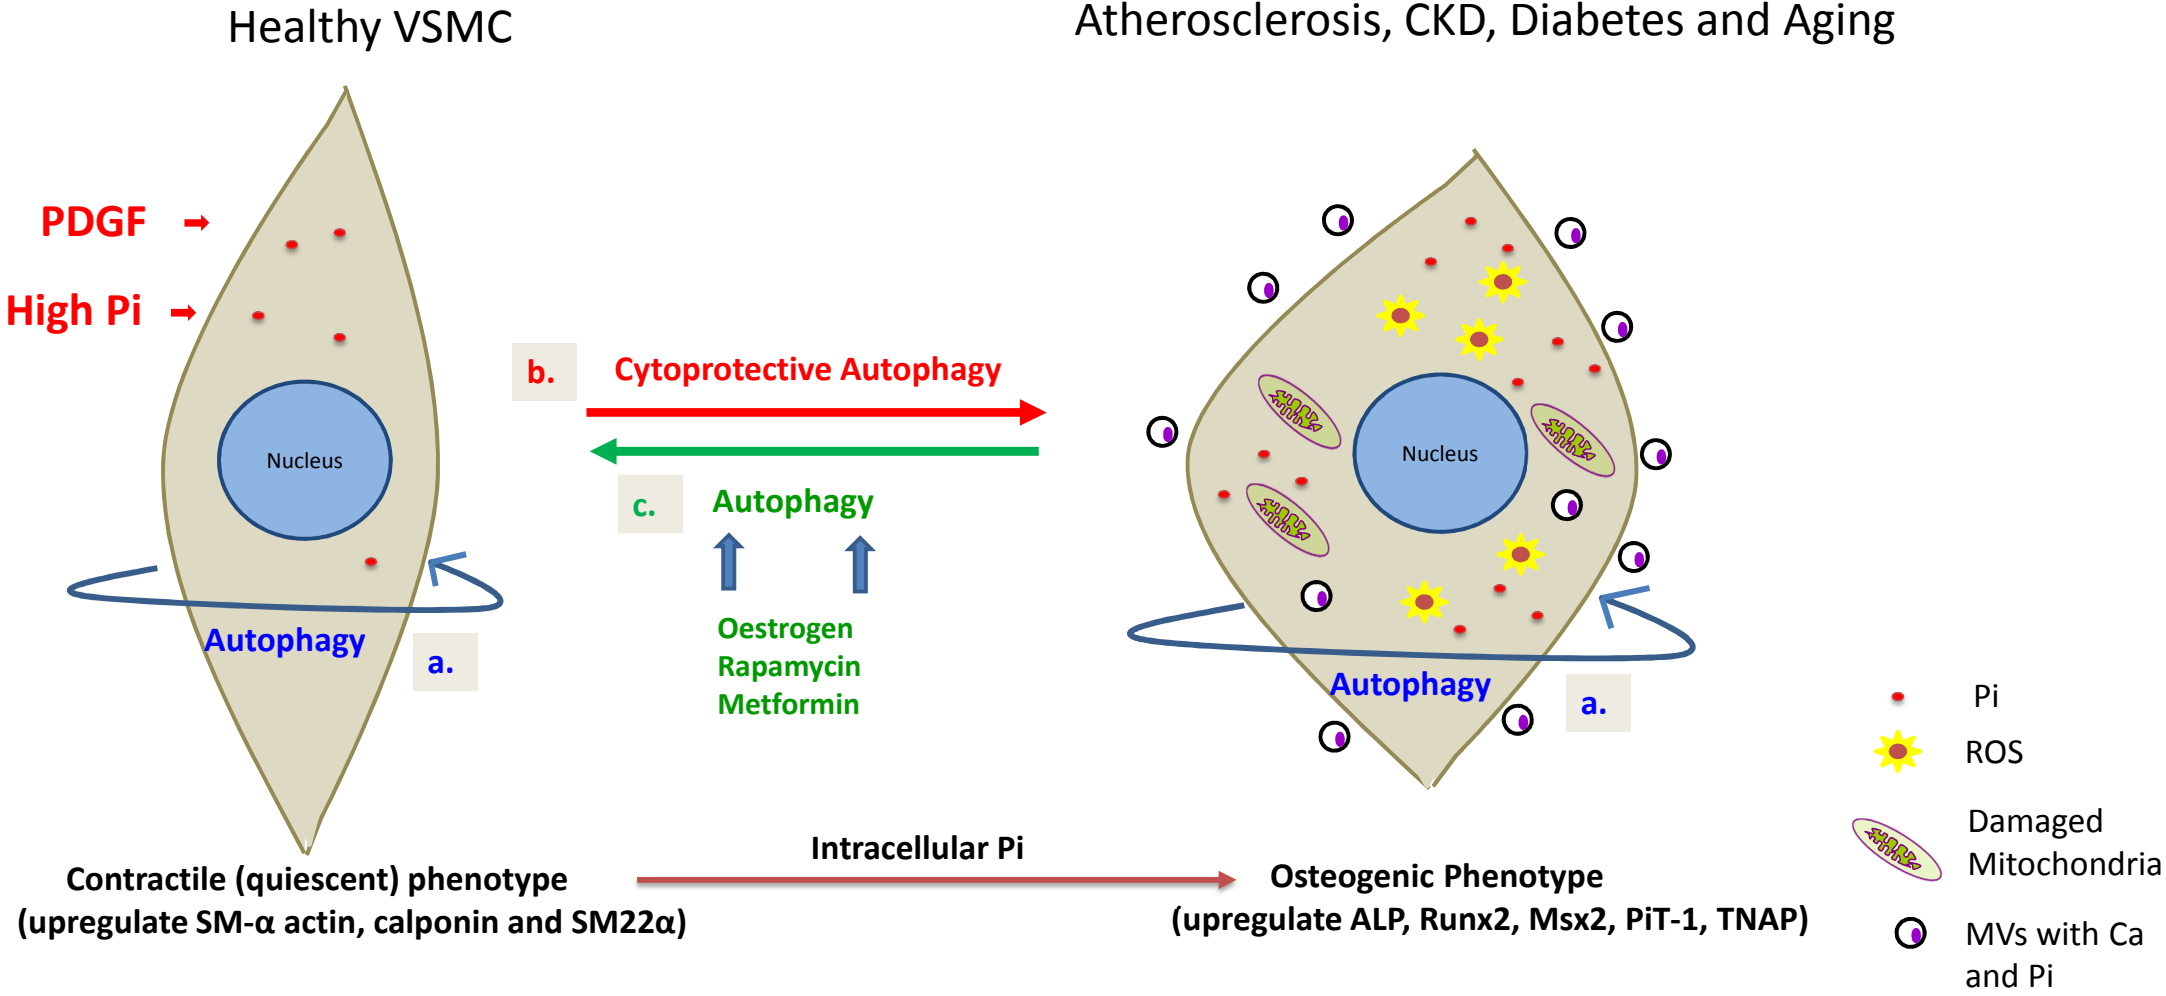 Healthy VSMC
Atherosclerosis, CKD, Diabetes and Aging
PDGF
High Pi
Nucleus
Autophagy
a.
b.
Cytoprotective Autophagy
c.
Autophagy
Oestrogen
Rapamycin
Metformin
Nucleus
Autophagy
a.
Pi
ROS
Damaged
Mitochondria
MVs with Ca
and Pi
Contractile (quiescent) phenotype
(upregulate SM-α actin, calponin and SM22α)
Intracellular Pi
Osteogenic Phenotype
(upregulate ALP, Runx2, Msx2, PiT-1, TNAP)